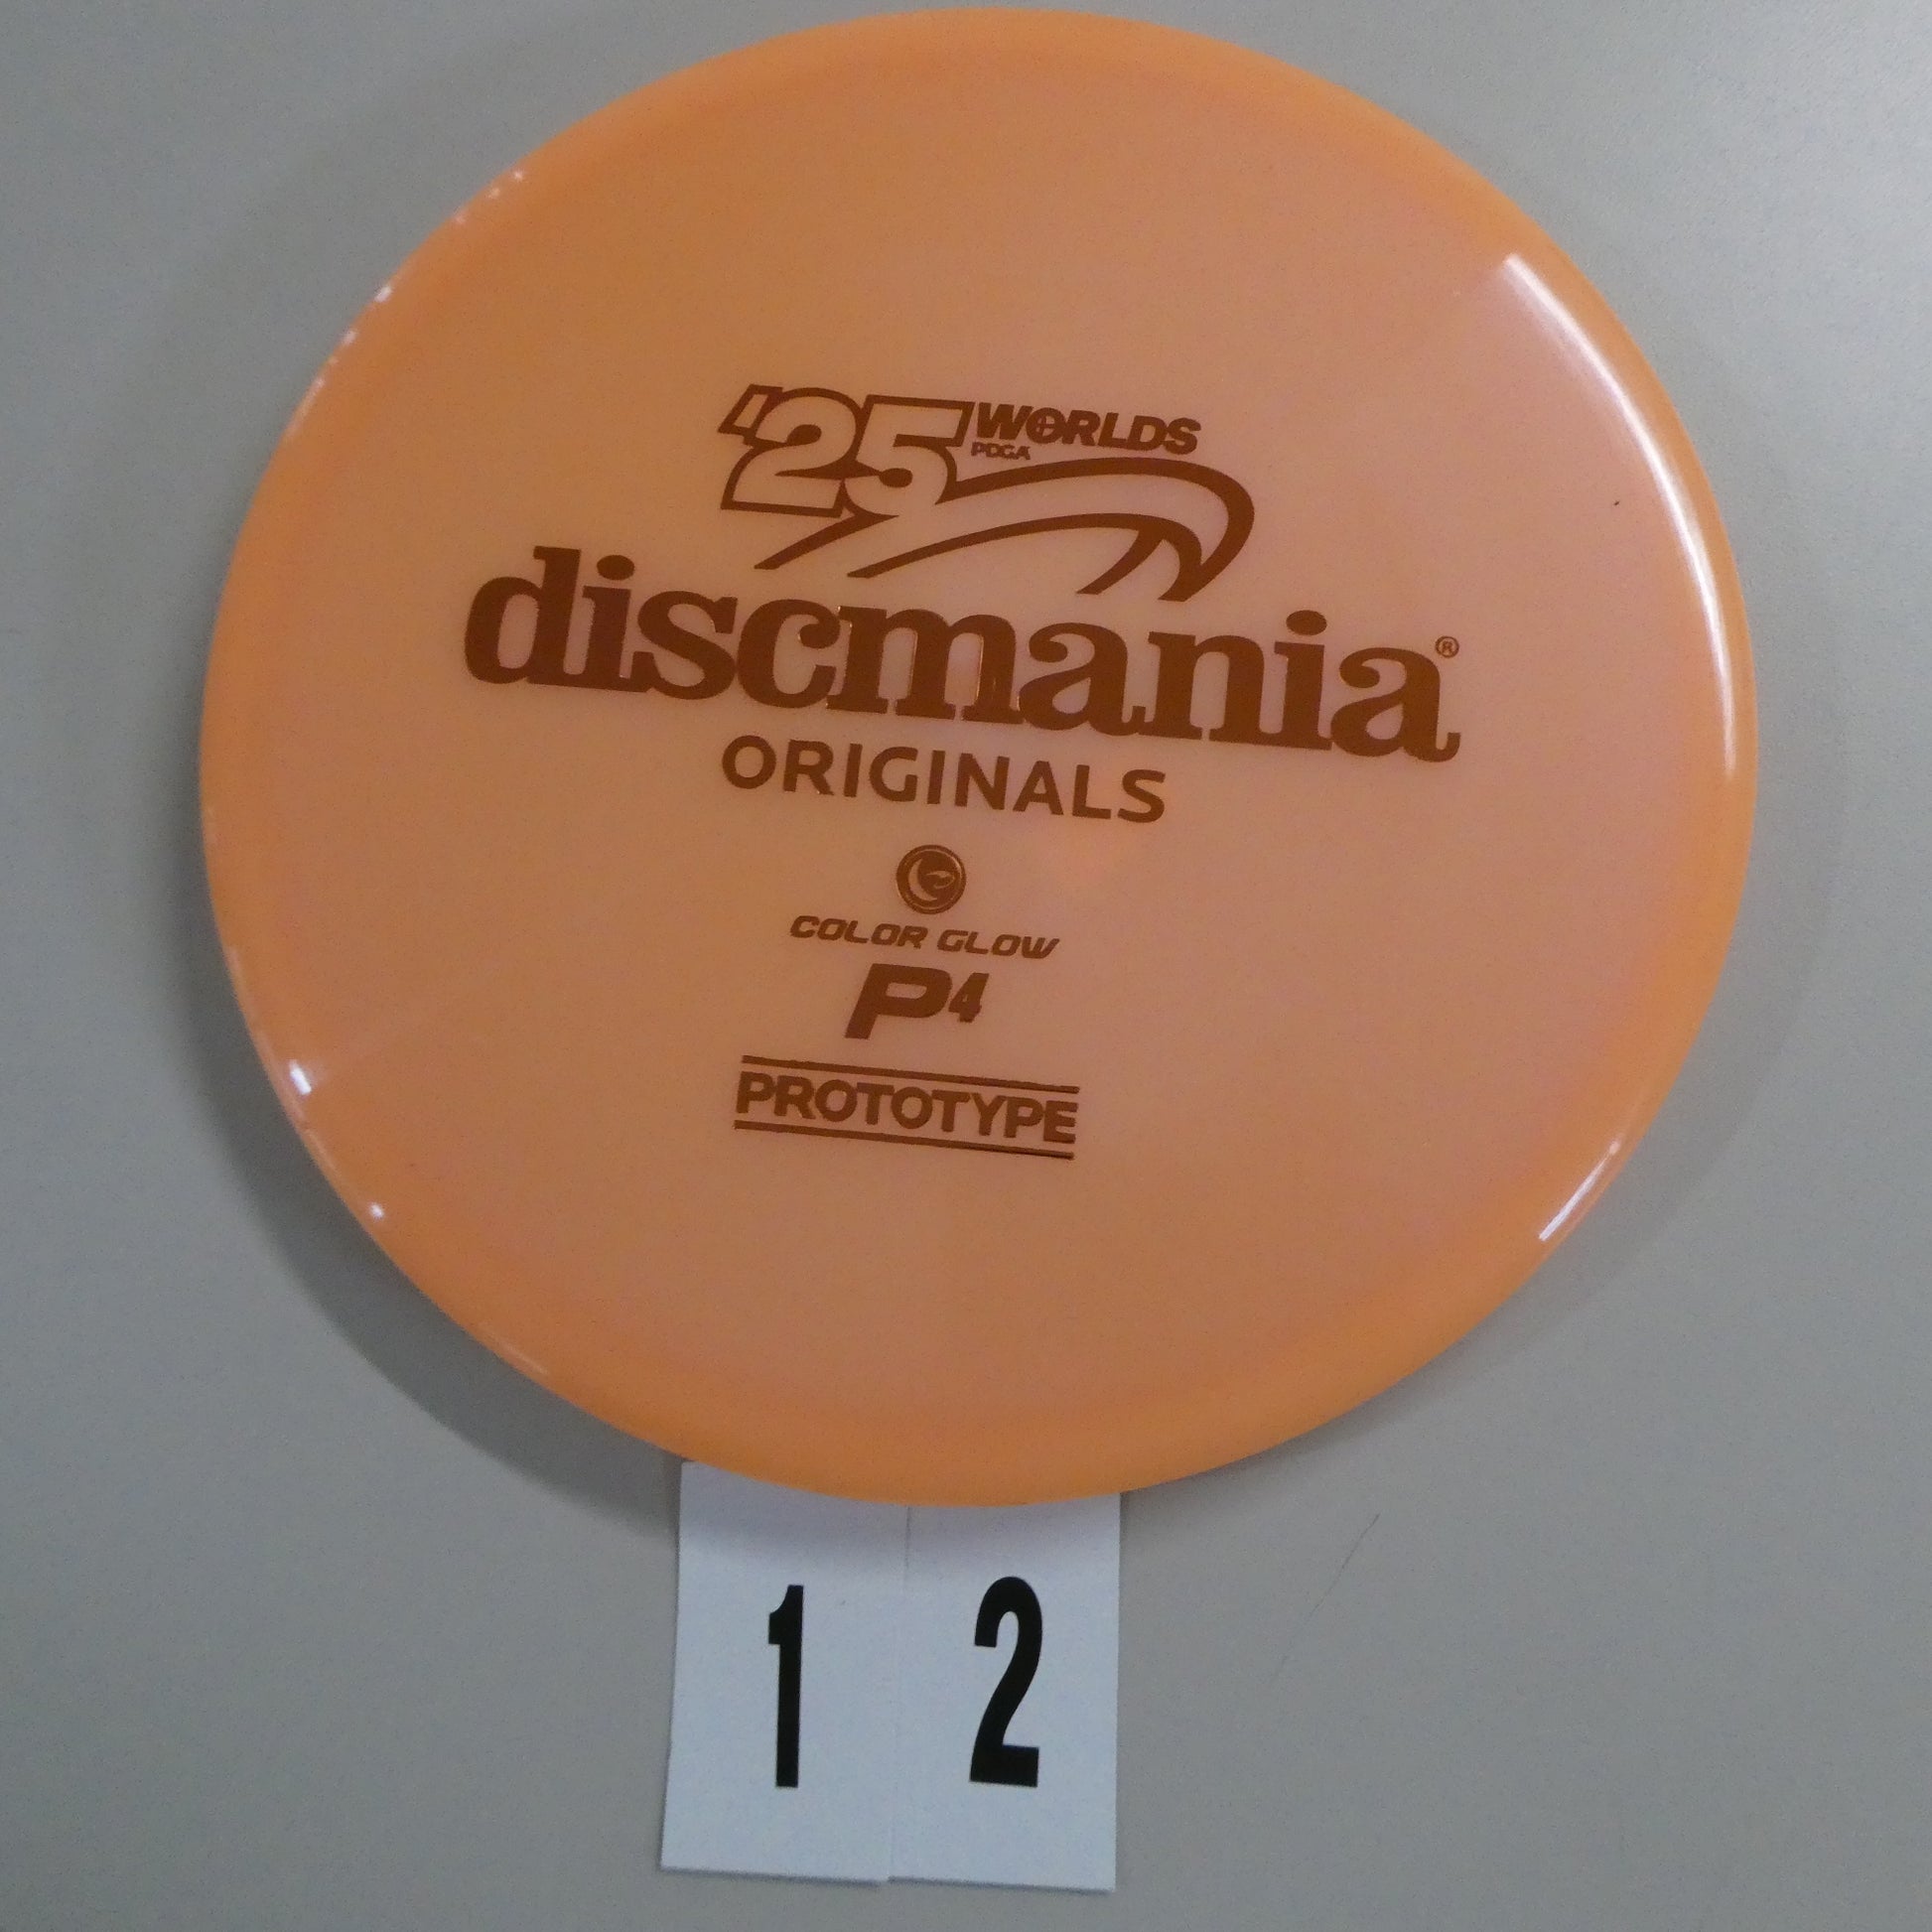 '25 WORLDS
PDGA
discmania®
ORIGINALS
COLOR GLOW
P4
PROTOTYPE
1 2